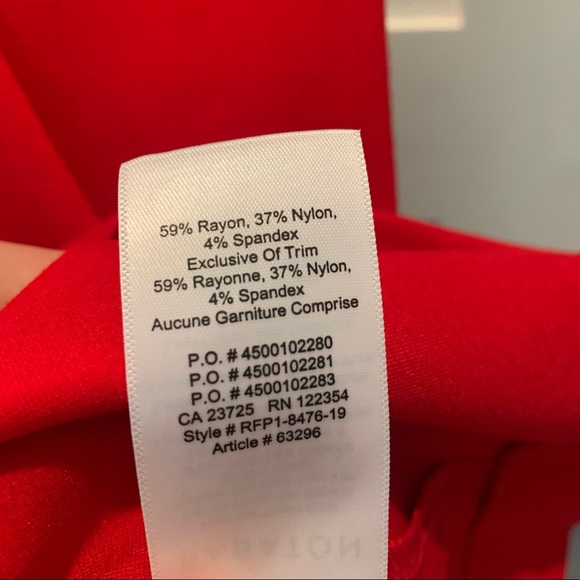 59% Rayon, 37% Nylon,
4% Spandex
Exclusive Of Trim
59% Rayonne, 37% Nylon,
4% Spandex
Aucune Garniture Comprise
P.O. # 4500102280
P.O. # 4500102281
P.O. # 4500102283
CA 23725 RN 122354
Style # RFP1-8476-19
Article # 63296